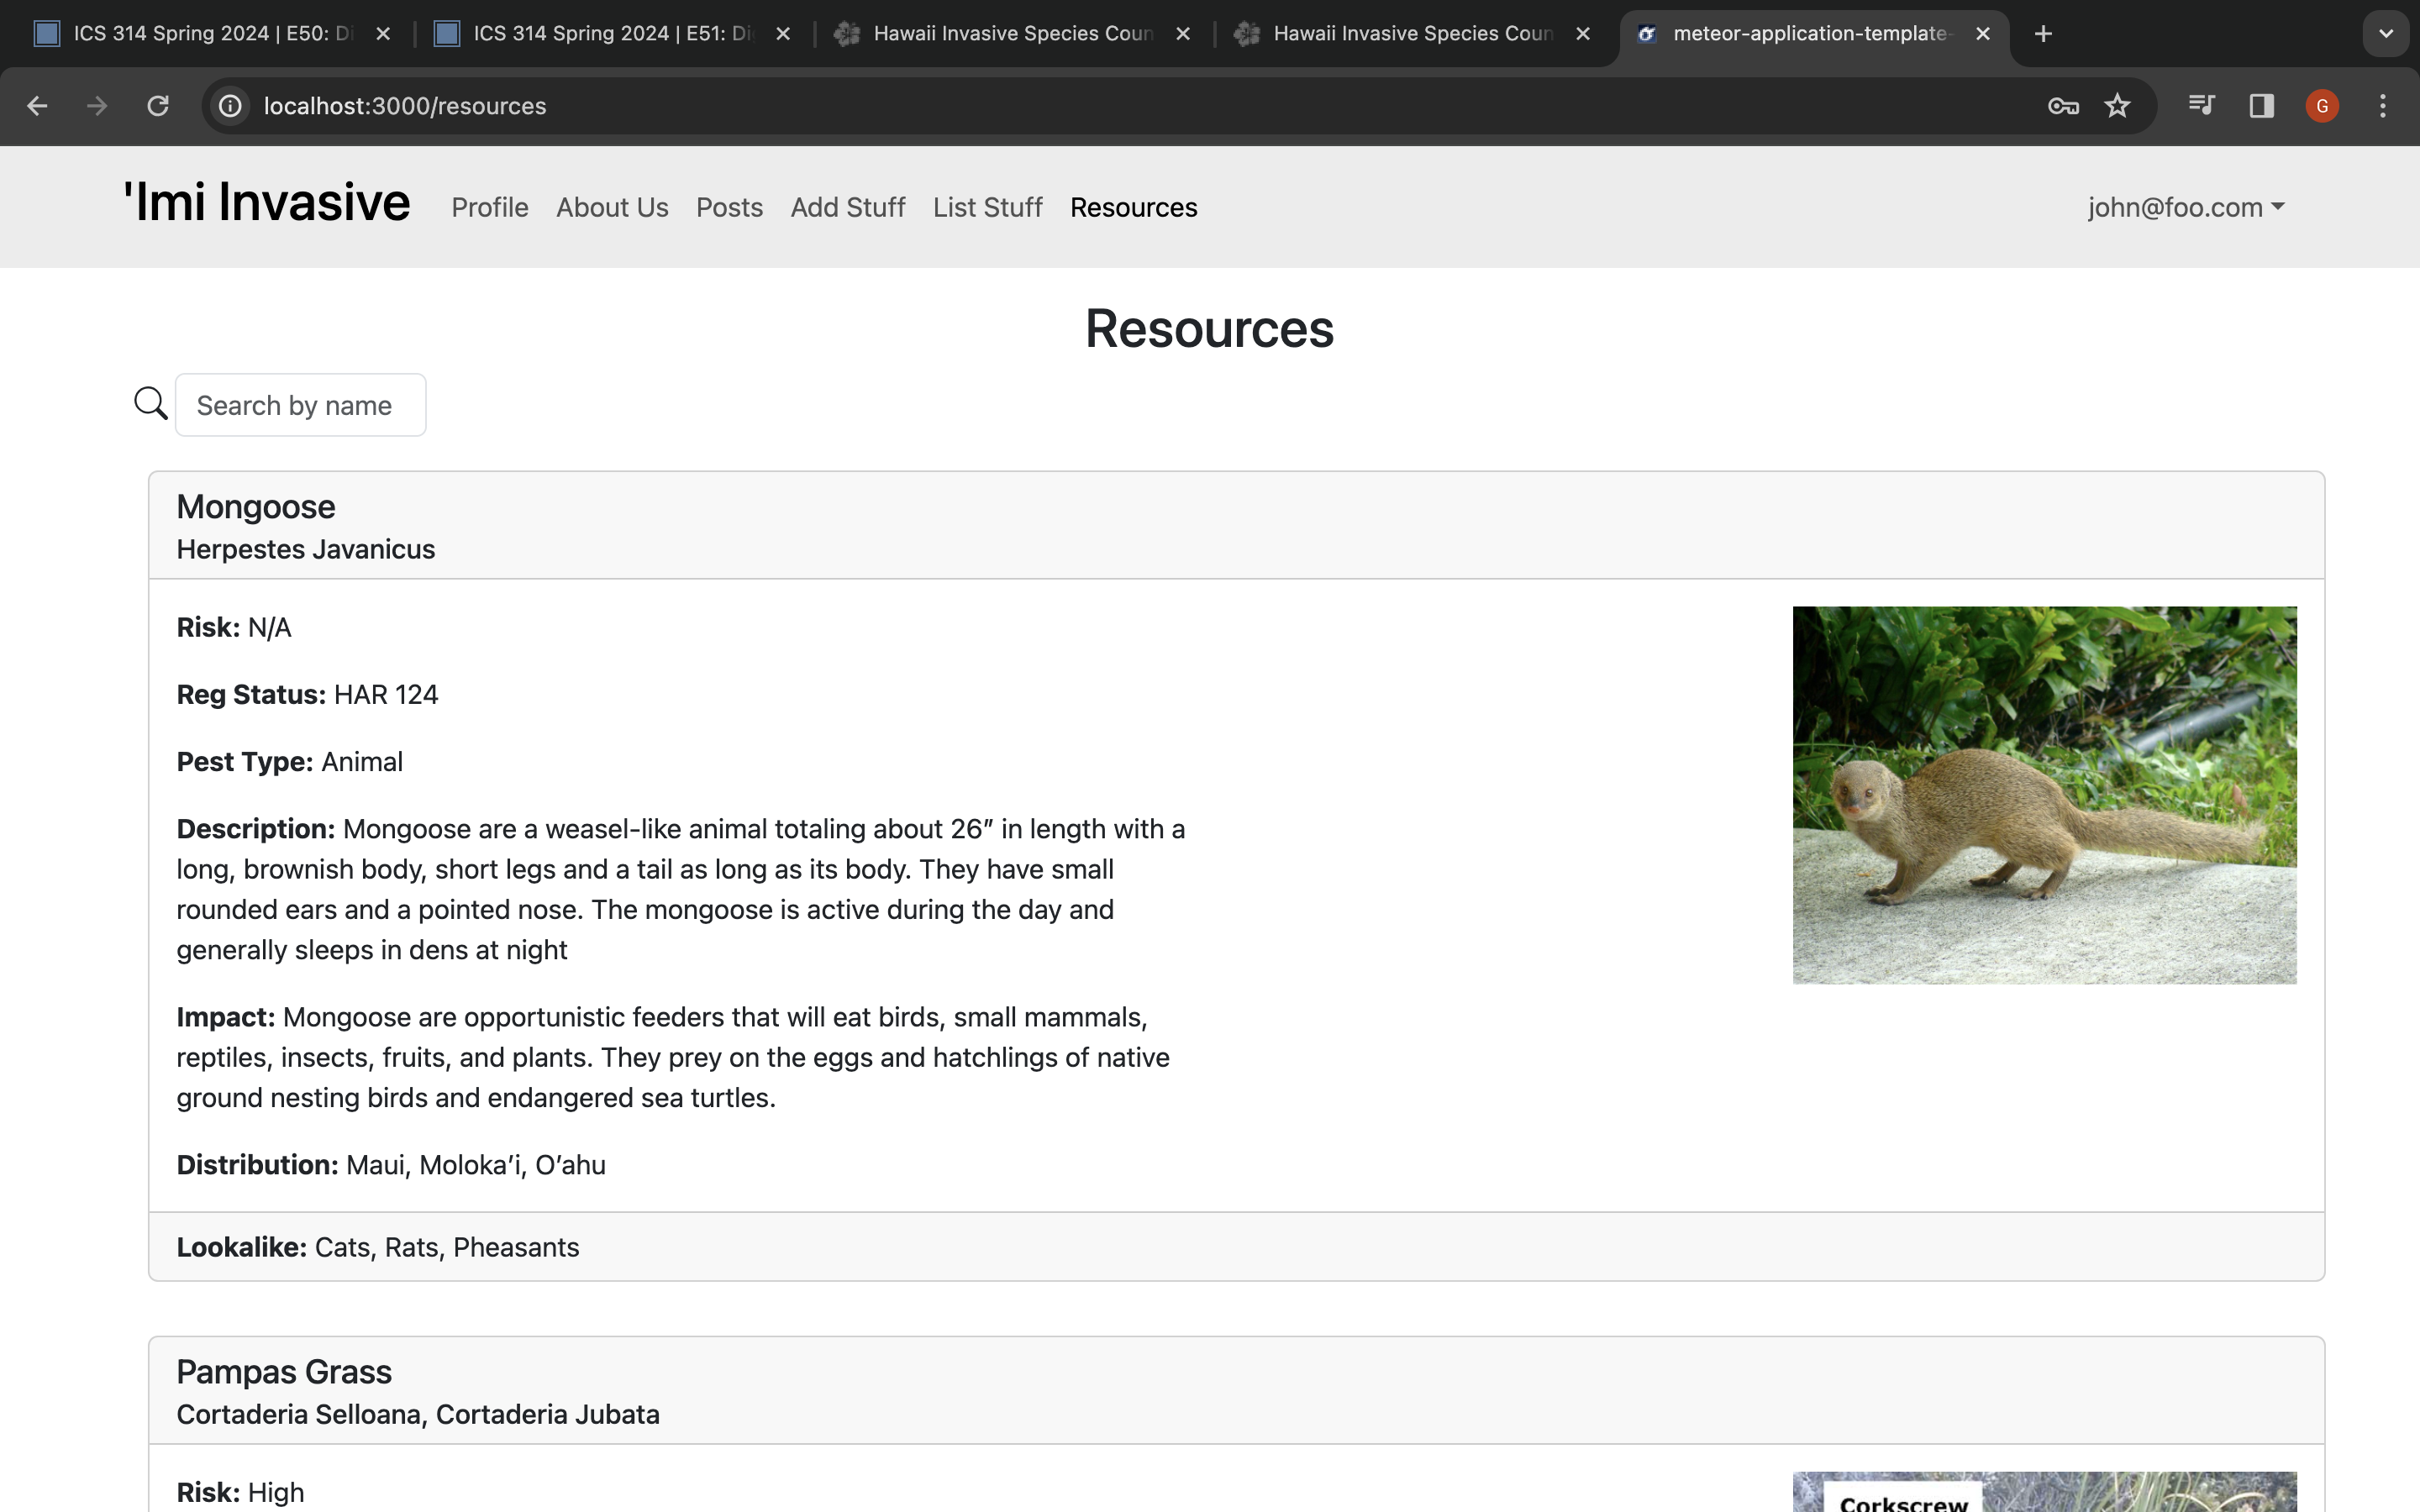 ICS 314 Spring 2024 | E50: Di
ICS 314 Spring 2024 | E51: Di
Hawaii Invasive Species Coun
Hawaii Invasive Species Coun
meteor-application-template-
localhost:3000/resources
G
'Imi Invasive
Profile
About Us
Posts
Add Stuff
List Stuff
Resources
john@foo.com
Resources
Search by name
Mongoose
Herpestes Javanicus
Risk: N/A
Reg Status: HAR 124
Pest Type: Animal
Description: Mongoose are a weasel-like animal totaling about 26” in length with a
long, brownish body, short legs and a tail as long as its body. They have small
rounded ears and a pointed nose. The mongoose is active during the day and
generally sleeps in dens at night
Impact: Mongoose are opportunistic feeders that will eat birds, small mammals,
reptiles, insects, fruits, and plants. They prey on the eggs and hatchlings of native
ground nesting birds and endangered sea turtles.
Distribution: Maui, Moloka’i, O’ahu
Lookalike: Cats, Rats, Pheasants
Pampas Grass
Cortaderia Selloana, Cortaderia Jubata
Risk: High
Corkscrew